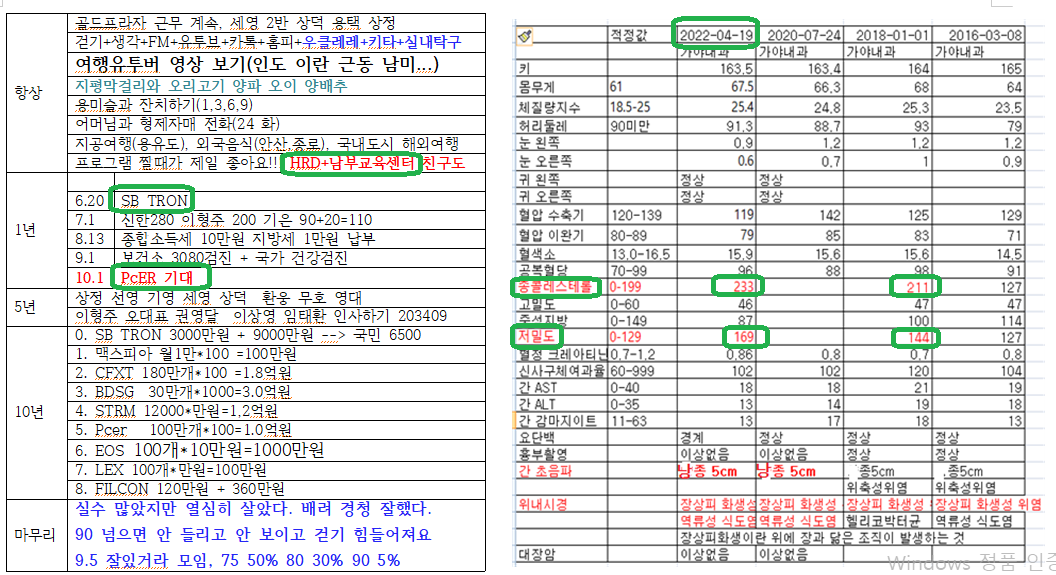 항상
골드프라자 근무 계속, 세영 2반 상덕 용택 상정
걷기+생각+FM+유투브+카톡+홈피+우클렐레+키타+실내탁구
여행유투버 영상 보기(인도 이란 근동 남미...)
지평막걸리와 오리고기 양파 오이 양배추
용미슬과 잔치하기(1,3,6,9)
어머님과 형제자매 전화(24 화)
지공여행(용유도), 외국음식(안산,종로), 국내도시 해외여행
프로그램 찔때가 제일 좋아요!! HRD+남부교육센터 친구도
1년
6.20 SB TRON
7.1 신한280 이형주 200 기은 90+20=110
8.13 종합소득세 10만원 지방세 1만원 납부
9.1 보건소 3080검진 + 국가 건강검진
10.1 PcER 기대
5년
상정 선영 기영 세영 상덕 환웅 무호 영대
이형주 오대표 권영달 이상영 임태환 인사하기 203409
10년
0. SB TRON 3000만원 + 9000만원 --> 국민 6500
1. 맥스피아 월1만*100 =100만원
2. CFXT 180만개*100 =1.8억원
3. BDSG 30만개*1000=3.0억원
4. STRM 12000*만원=1,2억원
5. Pcer 100만개*100=1.0억원
6. EOS 100개*10만원=1000만원
7. LEX 100개*만원=100만원
8. FILCON 120만원 + 360만원
마무리
실수 많았지만 열심히 살았다. 배려 경청 잘했다.
90 넘으면 안 들리고 안 보이고 걷기 힘들어져요
9.5 잘있거라 모임, 75 50% 80 30% 90 5%
적정값 2022-04-19 2020-07-24 2018-01-01 2016-03-08
가야내과 가야내과 가야내과 가야내과
키 163.5 163.4 164 165
몸무게 61 67.5 66.3 68 64
체질량지수 18.5-25 25.4 24.8 25.3 23.5
허리둘레 90미만 91.3 88.7 93 79
눈 왼쪽 0.9 1.2 1.2 1.2
눈 오른쪽 0.6 0.7 1 0.9
귀 왼쪽 정상 정상
귀 오른쪽 정상 정상
혈압 수축기 120-139 119 142 125 129
혈압 이완기 80-89 79 85 83 71
혈색소 13.0-16.5 15.9 15.6 15.6 14.5
공복혈당 70-99 96 88 98 91
총콜레스테롤 0-199 233 211 127
고밀도 0-60 46 47 47
중성지방 0-149 87 100 114
저밀도 0-129 169 144 127
혈정 크레아티닌 0.7-1.2 0.86 0.8 0.7 0.8
신사구체여과율 60-999 102 102 120 104
간 AST 0-40 18 18 21 19
간 ALT 0-35 13 14 19 18
간 감마지이트 11-63 13 17 18 13
요단백 경계 정상 정상 정상
흉부촬영 이상없음 이상없음 정상 정상
간 초음파 낭종 5cm 낭종 5cm 종5cm 종5cm
위축성위염 위축성위염
위내시경 장상피 화생성 장상피 화생성 장상피 화생성 장상피 화생성 위염
역류성 식도염 역류성 식도염 헬리코박터균 역류성 식도염
장상피화생이란 위에 장과 닮은 조직이 발생하는 것
대장암 이상없음 이상없음
Windows 정품 인증